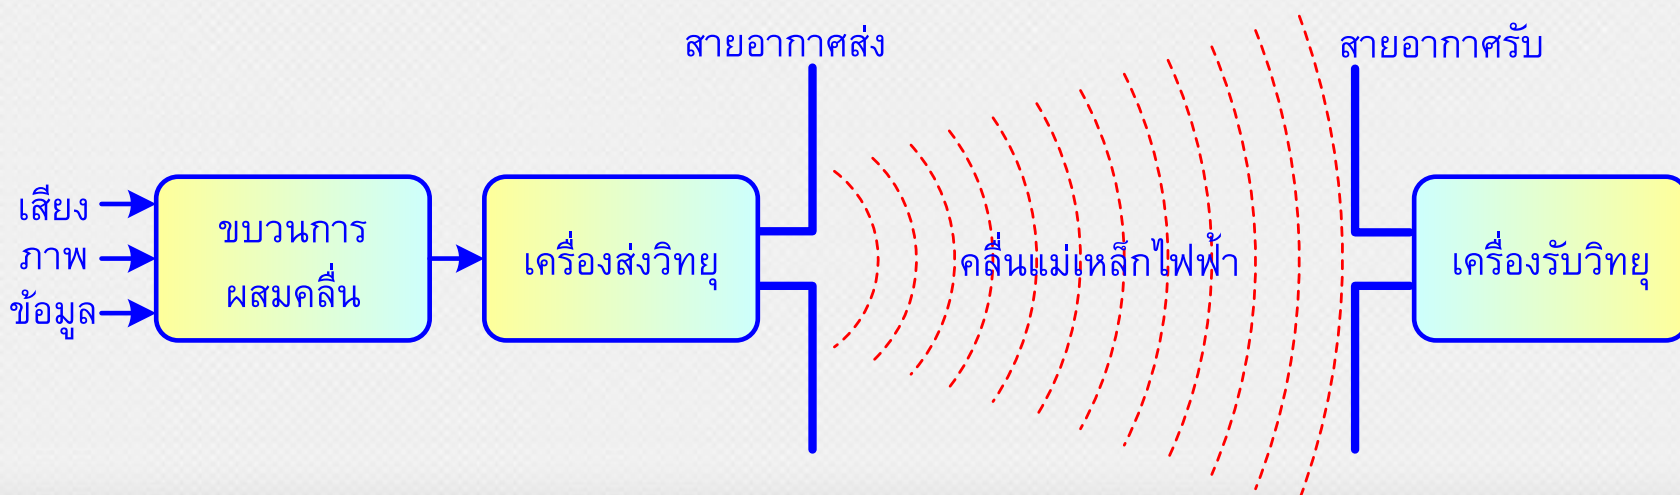 สายอากาศส่ง
สายอากาศรับ
เสียง
ภาพ
ข้อมูล
ขบวนการ
ผสมคลื่น
เครื่องส่งวิทยุ
คลื่นแม่เหล็กไฟฟ้า
เครื่องรับวิทยุ